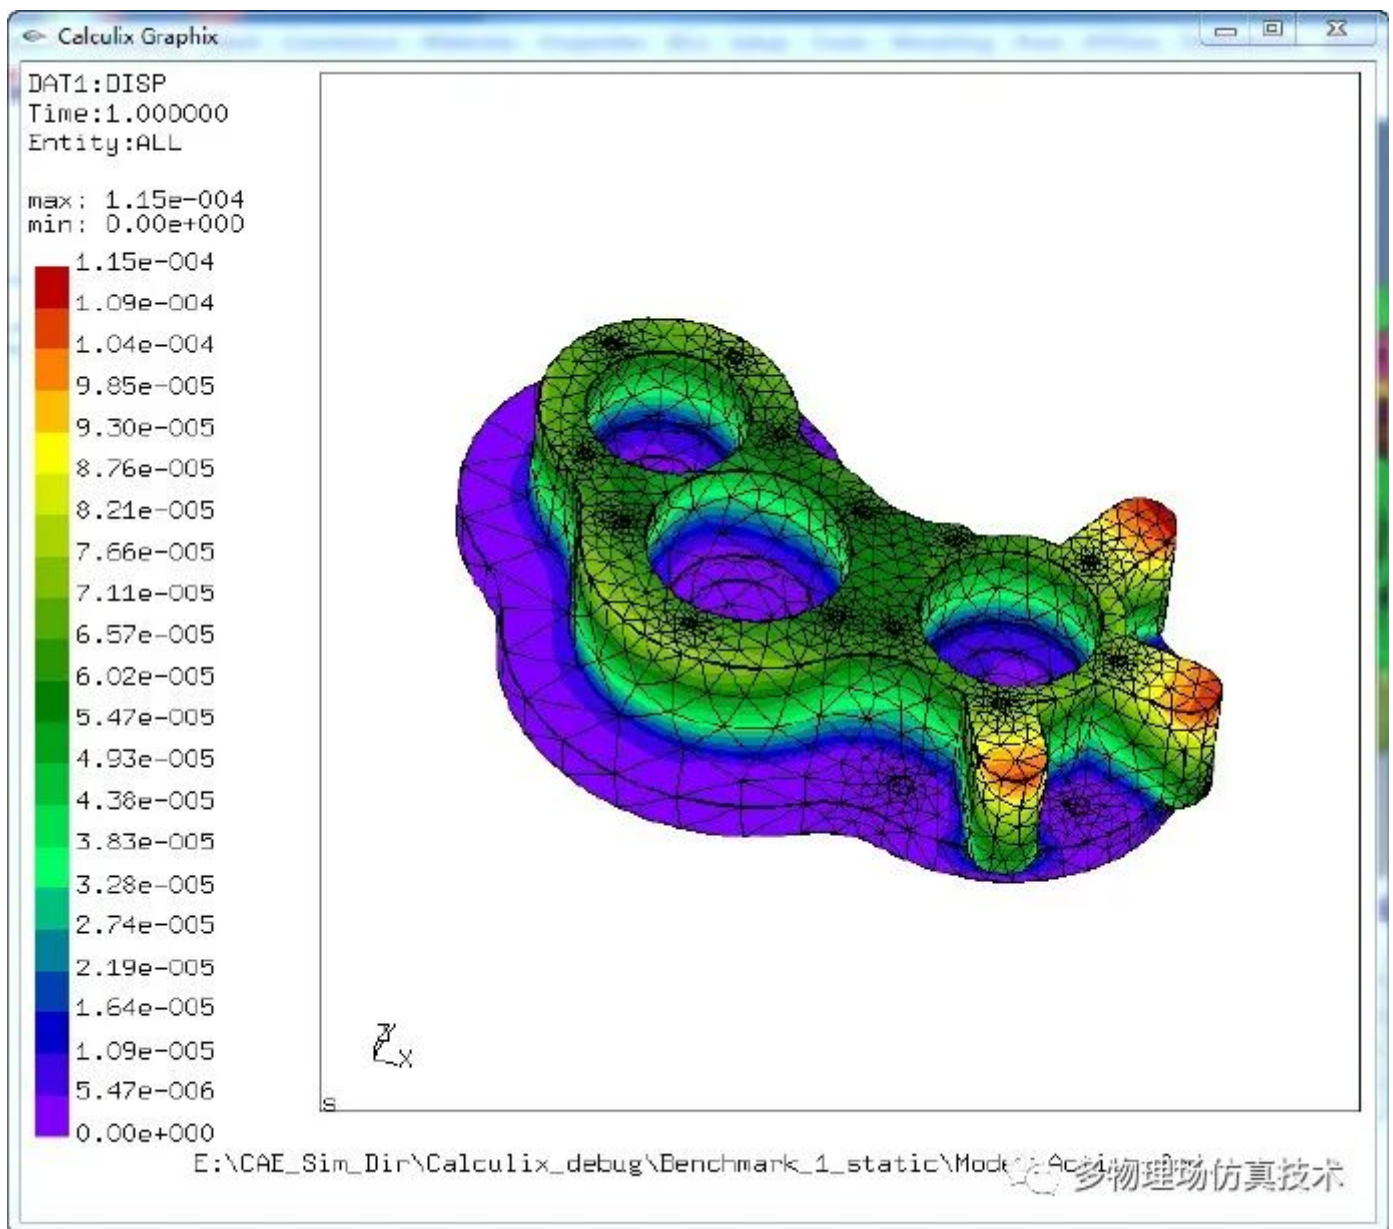 Calculix Graphix
DAT1:DISP
Time:1.000000
Entity:ALL
max: 1.15e-004
min: 0.00e+000
1.15e-004
1.09e-004
1.04e-004
9.85e-005
9.30e-005
8.76e-005
8.21e-005
7.66e-005
7.11e-005
6.57e-005
6.02e-005
5.47e-005
4.93e-005
4.38e-005
3.83e-005
3.28e-005
2.74e-005
2.19e-005
1.64e-005
1.09e-005
5.47e-006
0.00e+000
Z
X
s
E:\CAE_Sim_Dir\Calculix_debug\Benchmark_1_static\Mode
多物理场仿真技术